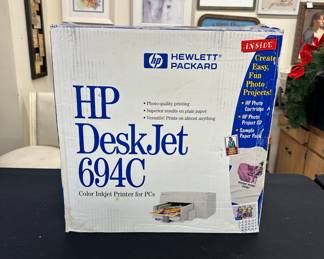 hp HEWLETT
PACKARD
INSIDE
Create
Easy,
Fun
Photo
Projects!
• HP Photo
Cartridge
• HP Photo
Project CD
• Sample
Paper Pack
HP
DeskJet
694C
• Photo-quality printing
• Superior results on plain paper
• Versatile! Prints on almost anything
Color Inkjet Printer for PCs